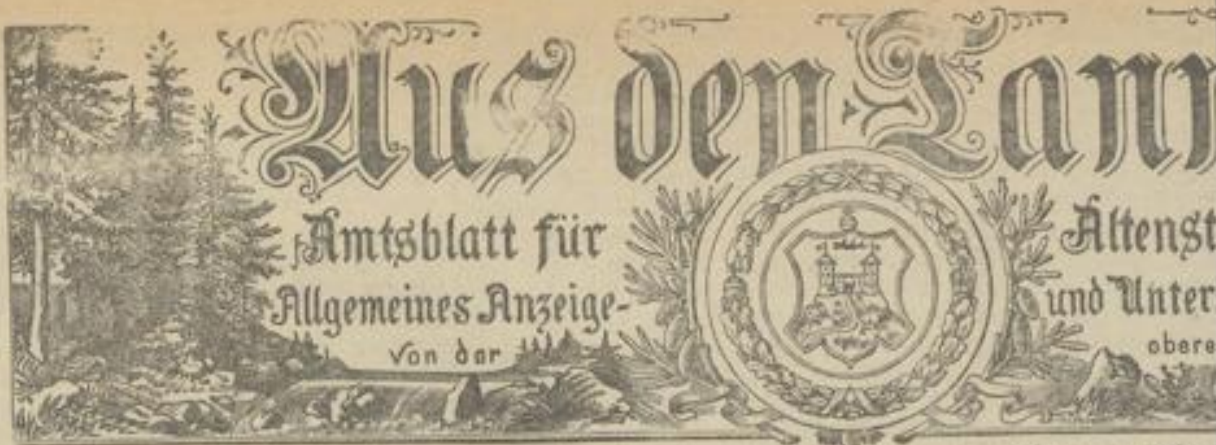 Aus den Tann
Amtsblatt für Altenst
Allgemeines Anzeige- und Unter
Von der obere